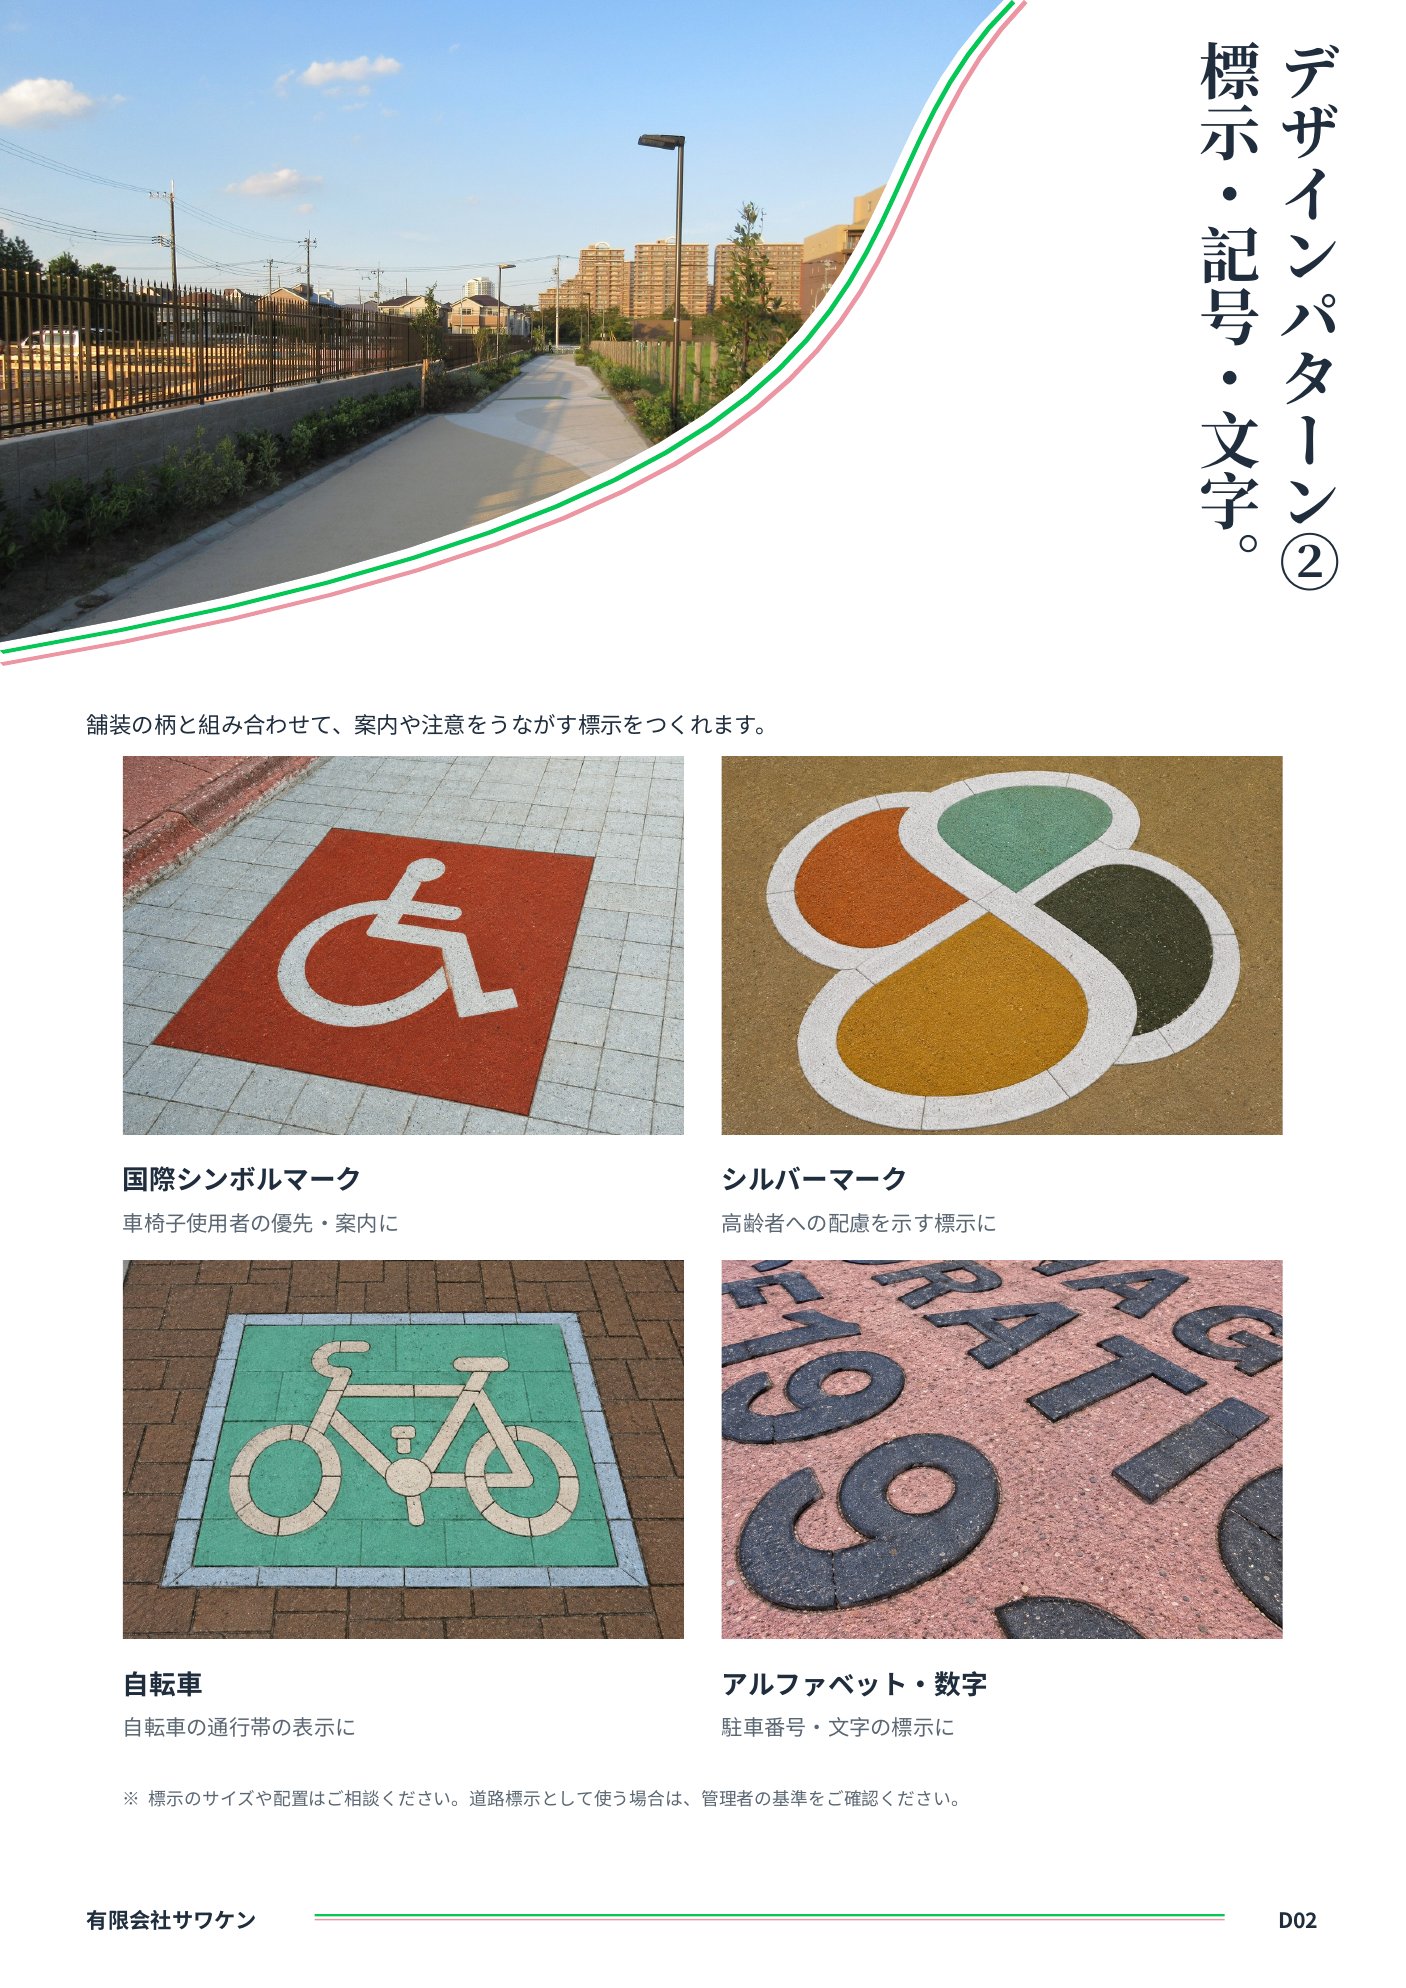 デザインパターン②
標示・記号・文字。
舗装の柄と組み合わせて、案内や注意をうながす標示をつくれます。
国際シンボルマーク
車椅子使用者の優先・案内に
シルバーマーク
高齢者への配慮を示す標示に
自転車
自転車の通行帯の表示に
アルファベット・数字
駐車番号・文字の標示に
※ 標示のサイズや配置はご相談ください。道路標示として使う場合は、管理者の基準をご確認ください。
有限会社サワケン
D02